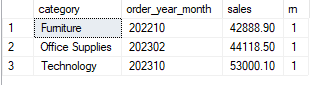 category order_year_month sales rn
1 Furniture 202210 42888.90 1
2 Office Supplies 202302 44118.50 1
3 Technology 202310 53000.10 1